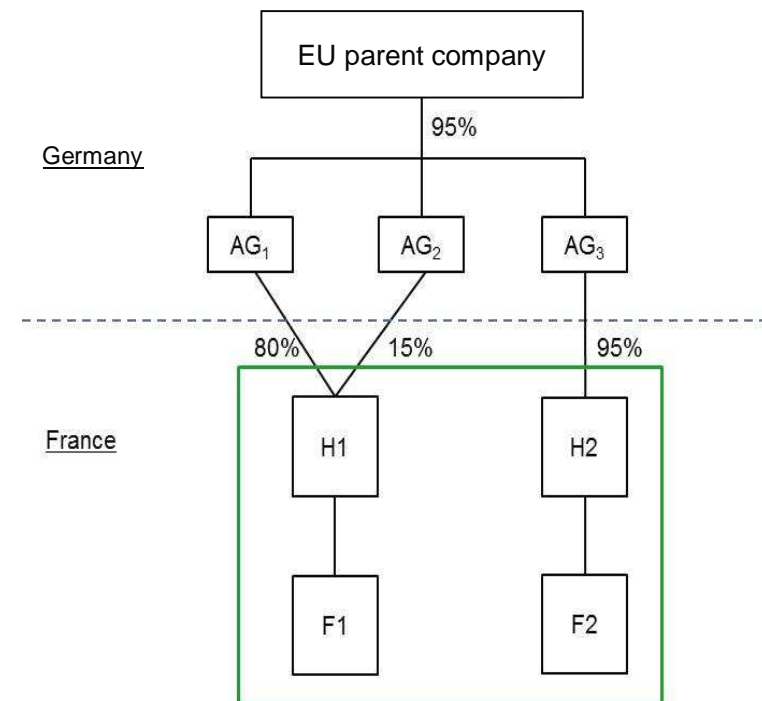 EU parent company
95%
Germany
AG₁
AG₂
AG₃
80%
15%
95%
France
H1
H2
F1
F2